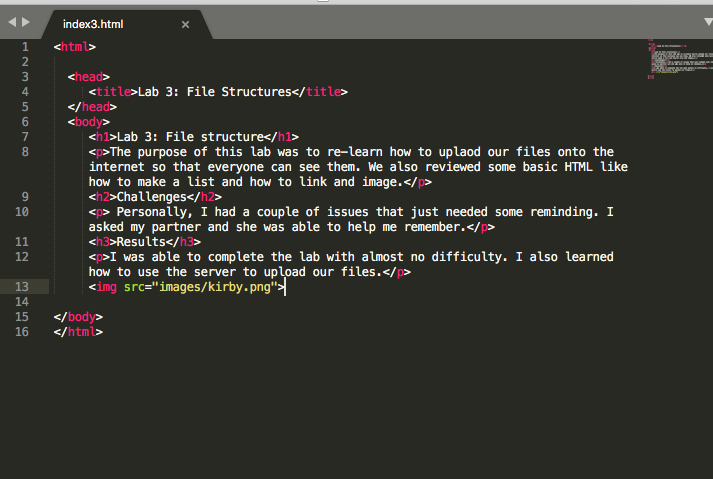 index3.html
1 <html>
2
3 <head>
4 <title>Lab 3: File Structures</title>
5 </head>
6 <body>
7 <h1>Lab 3: File structure</h1>
8 <p>The purpose of this lab was to re-learn how to uplaod our files onto the
internet so that everyone can see them. We also reviewed some basic HTML like
how to make a list and how to link and image.</p>
9 <h2>Challenges</h2>
10 <p> Personally, I had a couple of issues that just needed some reminding. I
asked my partner and she was able to help me remember.</p>
11 <h3>Results</h3>
12 <p>I was able to complete the lab with almost no difficulty. I also learned
how to use the server to upload our files.</p>
13 <img src="images/kirby.png">
14
15 </body>
16 </html>